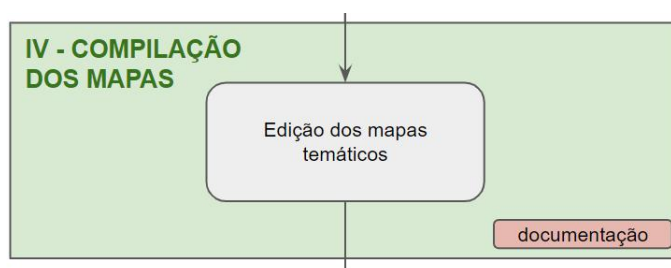 IV - COMPILAÇÃO
DOS MAPAS
Edição dos mapas
temáticos
documentação